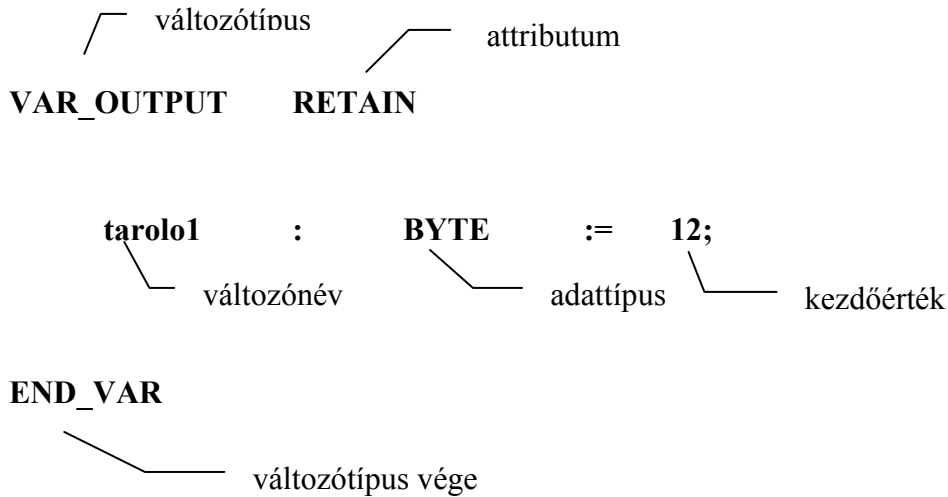 változótípus
attributum
VAR_OUTPUT RETAIN
tarolo1 : BYTE := 12;
változónév adattípus kezdőérték
END_VAR
változótípus vége